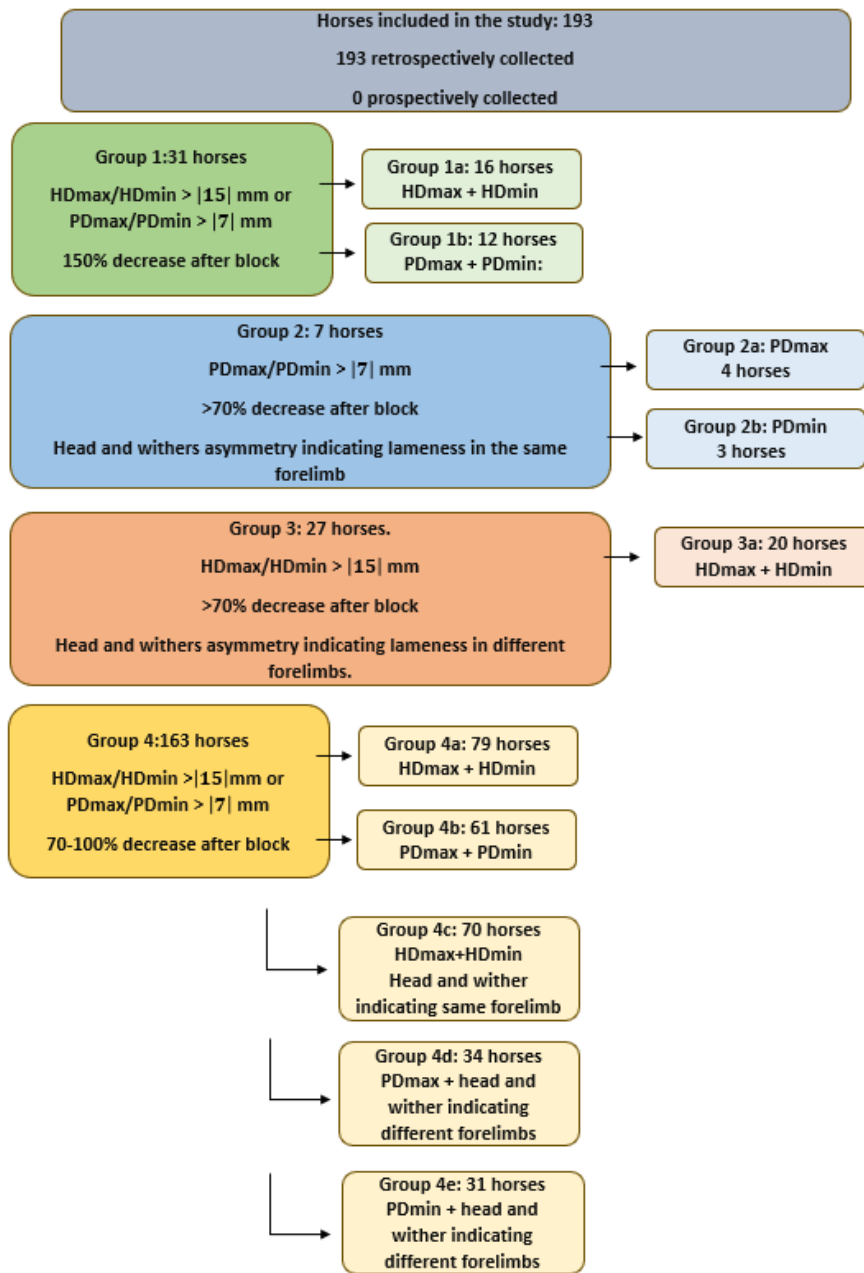 Horses included in the study: 193
193 retrospectively collected
0 prospectively collected
Group 1:31 horses
HDmax/HDmin > |15| mm or
PDmax/PDmin > |7| mm
150% decrease after block
Group 1a: 16 horses
HDmax + HDmin
Group 1b: 12 horses
PDmax + PDmin:
Group 2: 7 horses
PDmax/PDmin > |7| mm
>70% decrease after block
Head and withers asymmetry indicating lameness in the same
forelimb
Group 2a: PDmax
4 horses
Group 2b: PDmin
3 horses
Group 3: 27 horses.
HDmax/HDmin > |15| mm
>70% decrease after block
Head and withers asymmetry indicating lameness in different
forelimbs.
Group 3a: 20 horses
HDmax + HDmin
Group 4:163 horses
HDmax/HDmin >|15|mm or
PDmax/PDmin > |7| mm
70-100% decrease after block
Group 4a: 79 horses
HDmax + HDmin
Group 4b: 61 horses
PDmax + PDmin
Group 4c: 70 horses
HDmax+HDmin
Head and wither
indicating same forelimb
Group 4d: 34 horses
PDmax + head and
wither indicating
different forelimbs
Group 4e: 31 horses
PDmin + head and
wither indicating
different forelimbs